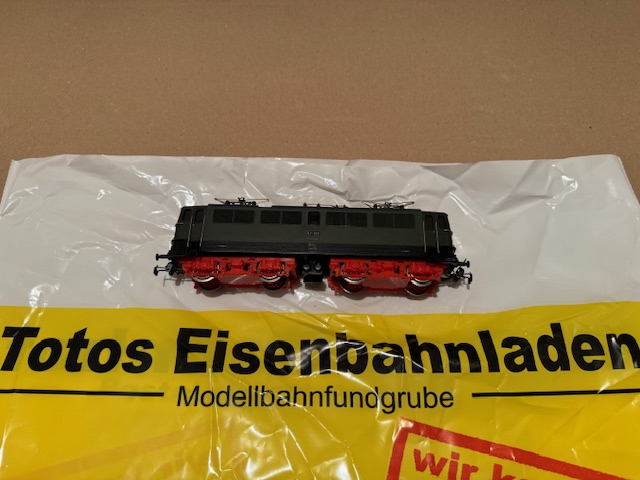 Totos Eisenbahnladen
Modellbahnfundgrube
wir